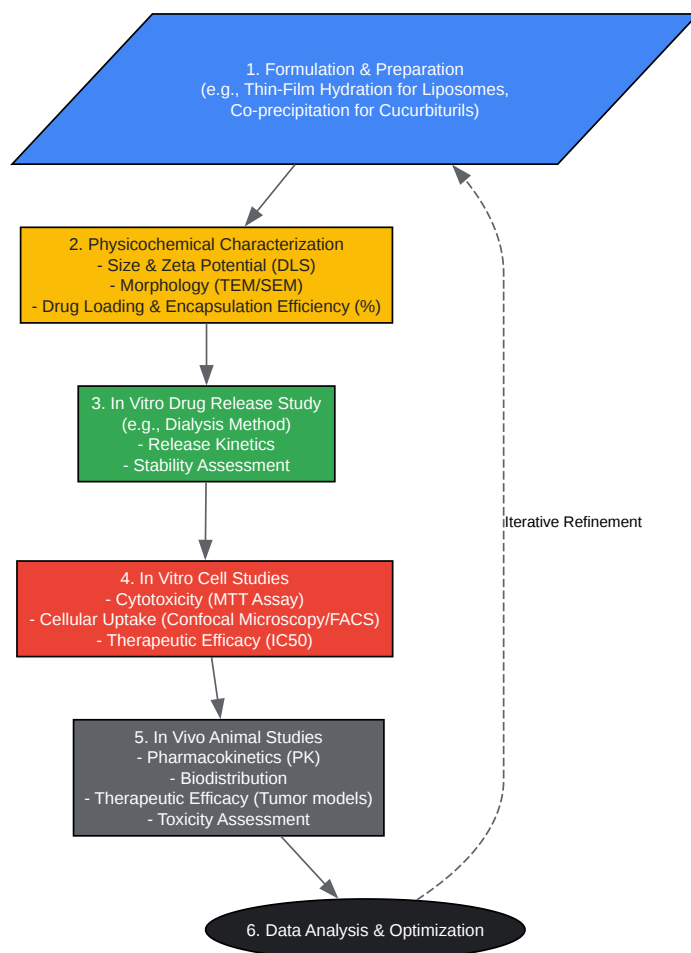 1. Formulation & Preparation
(e.g., Thin-Film Hydration for Liposomes,
Co-precipitation for Cucurbiturils)
2. Physicochemical Characterization
- Size & Zeta Potential (DLS)
- Morphology (TEM/SEM)
- Drug Loading & Encapsulation Efficiency (%)
3. In Vitro Drug Release Study
(e.g., Dialysis Method)
- Release Kinetics
- Stability Assessment
Iterative Refinement
4. In Vitro Cell Studies
- Cytotoxicity (MTT Assay)
- Cellular Uptake (Confocal Microscopy/FACS)
- Therapeutic Efficacy (IC50)
5. In Vivo Animal Studies
- Pharmacokinetics (PK)
- Biodistribution
- Therapeutic Efficacy (Tumor models)
- Toxicity Assessment
6. Data Analysis & Optimization